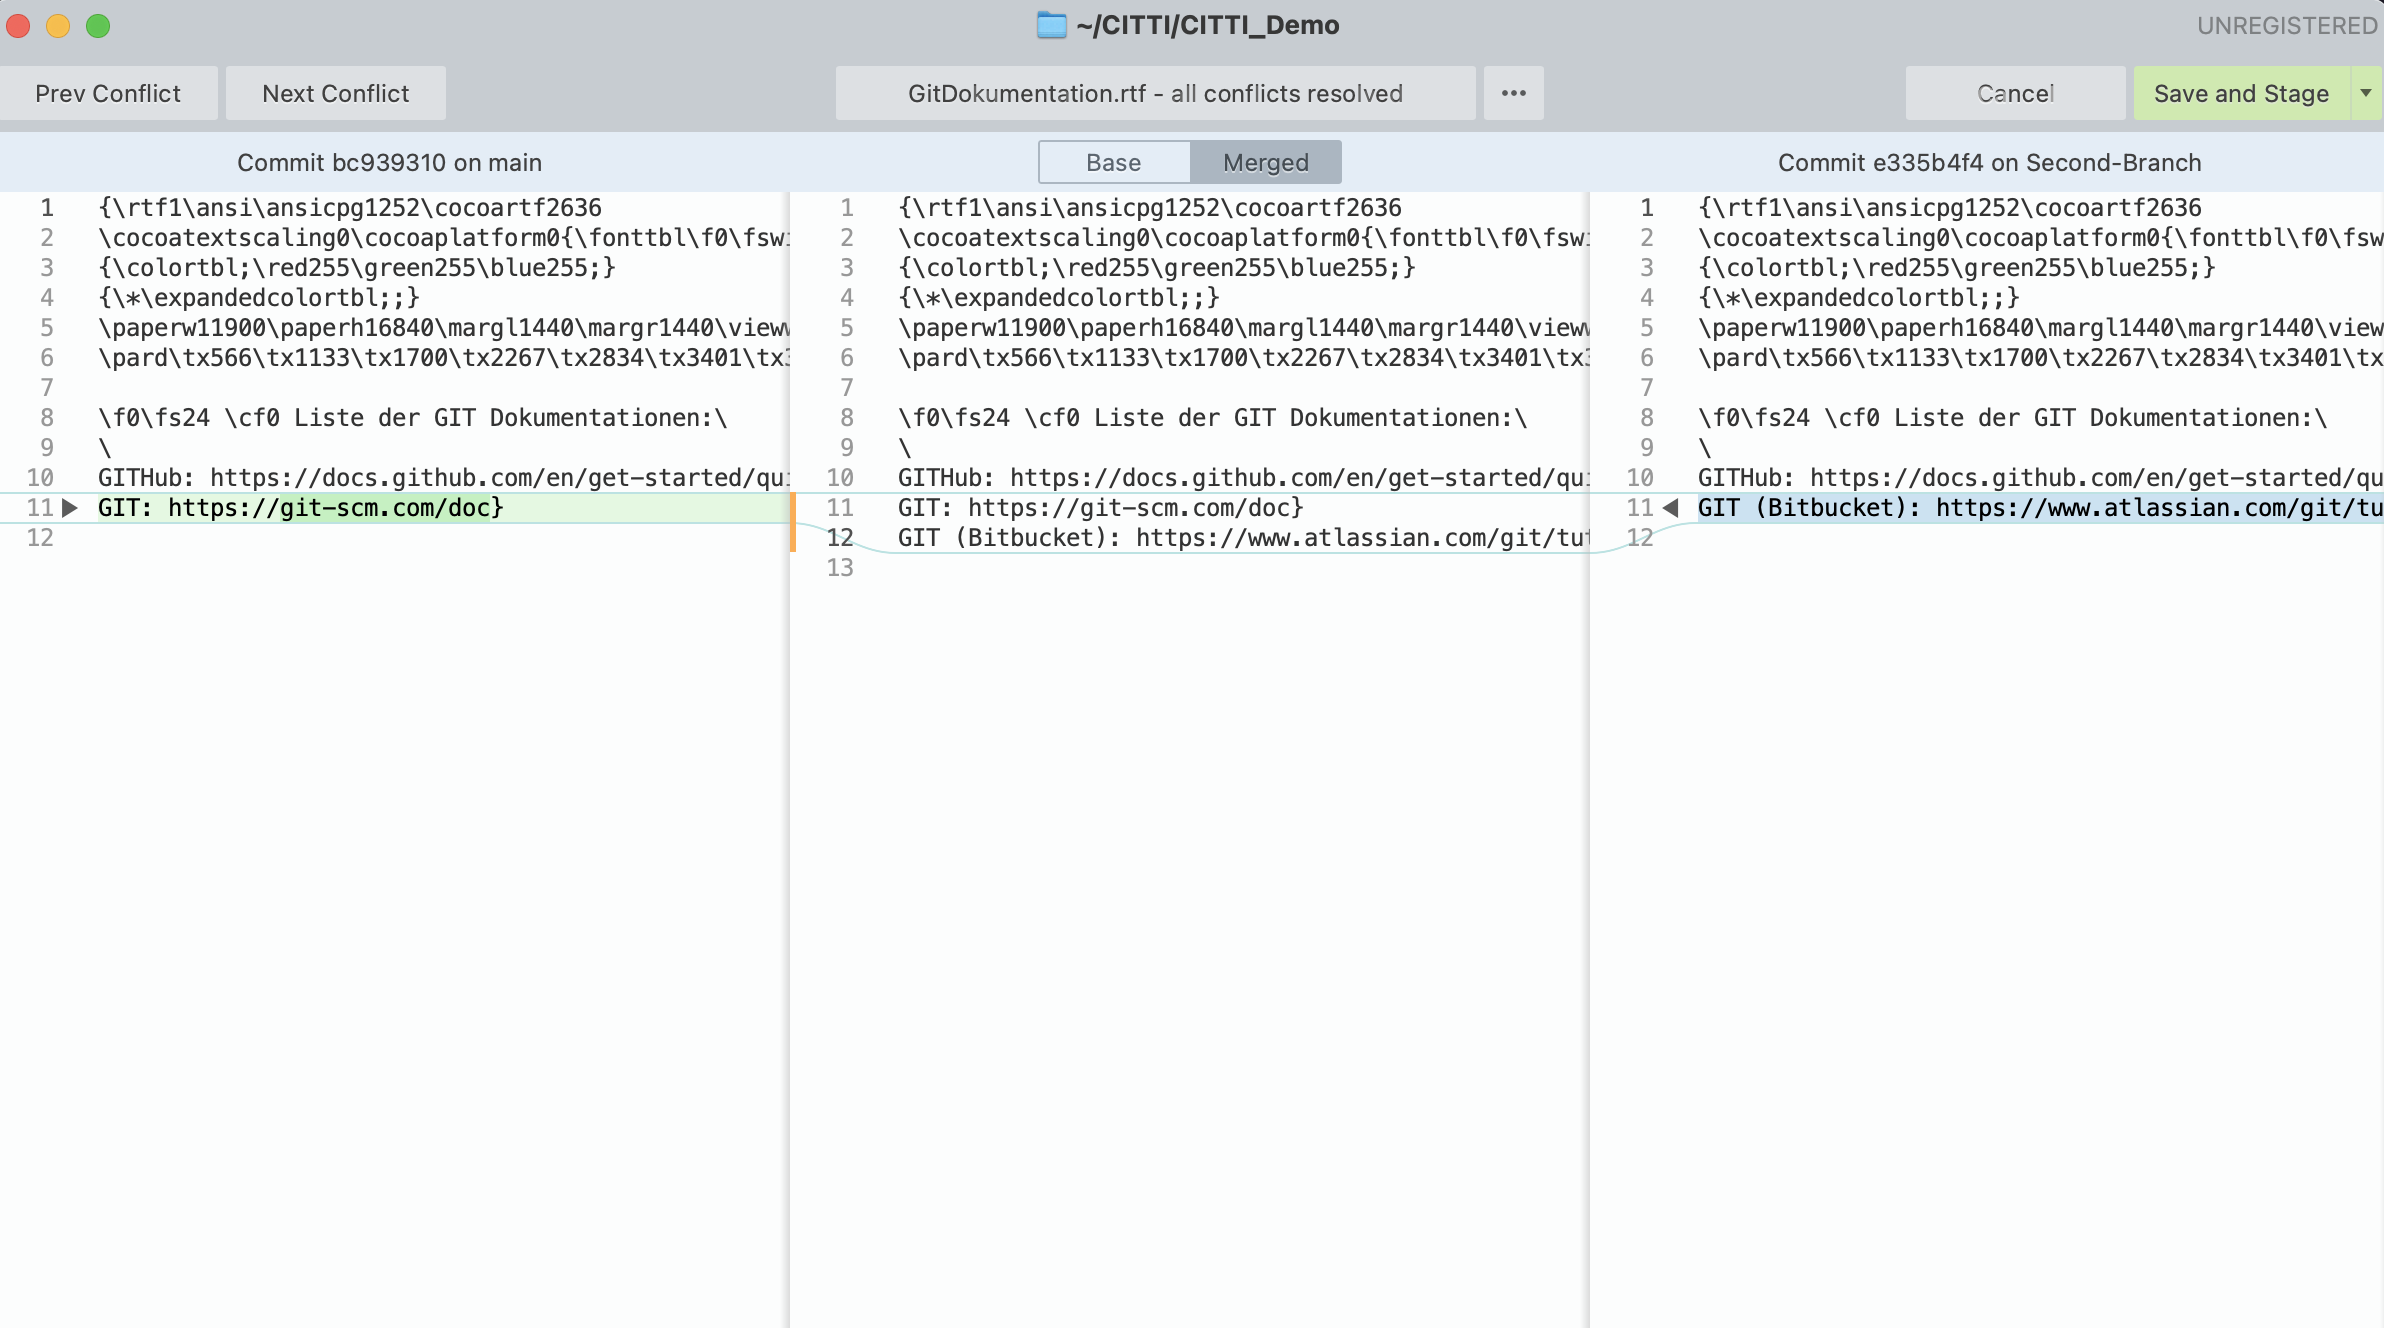 ~/CITTI/CITTI_Demo
UNREGISTERED
Prev Conflict
Next Conflict
GitDokumentation.rtf - all conflicts resolved
•••
Cancel
Save and Stage
Commit bc939310 on main
Base
Merged
Commit e335b4f4 on Second-Branch
1 {\rtf1\ansi\ansicpg1252\cocoartf2636
2 \cocoatextscaling0\cocoaplatform0{\fonttbl\f0\fswi
3 {\colortbl;\red255\green255\blue255;}
4 {\*\expandedcolortbl;;}
5 \paperw11900\paperh16840\margl1440\margr1440\view
6 \pard\tx566\tx1133\tx1700\tx2267\tx2834\tx3401\tx3
7
8 \f0\fs24 \cf0 Liste der GIT Dokumentationen:\
9 \
10 GITHub: https://docs.github.com/en/get-started/qui
11 GIT: https://git-scm.com/doc}
12
1 {\rtf1\ansi\ansicpg1252\cocoartf2636
2 \cocoatextscaling0\cocoaplatform0{\fonttbl\f0\fswi
3 {\colortbl;\red255\green255\blue255;}
4 {\*\expandedcolortbl;;}
5 \paperw11900\paperh16840\margl1440\margr1440\view
6 \pard\tx566\tx1133\tx1700\tx2267\tx2834\tx3401\tx3
7
8 \f0\fs24 \cf0 Liste der GIT Dokumentationen:\
9 \
10 GITHub: https://docs.github.com/en/get-started/qui
11 GIT: https://git-scm.com/doc}
12 GIT (Bitbucket): https://www.atlassian.com/git/tut
13
1 {\rtf1\ansi\ansicpg1252\cocoartf2636
2 \cocoatextscaling0\cocoaplatform0{\fonttbl\f0\fsw
3 {\colortbl;\red255\green255\blue255;}
4 {\*\expandedcolortbl;;}
5 \paperw11900\paperh16840\margl1440\margr1440\view
6 \pard\tx566\tx1133\tx1700\tx2267\tx2834\tx3401\tx
7
8 \f0\fs24 \cf0 Liste der GIT Dokumentationen:\
9 \
10 GITHub: https://docs.github.com/en/get-started/qu
11 GIT (Bitbucket): https://www.atlassian.com/git/tu
12